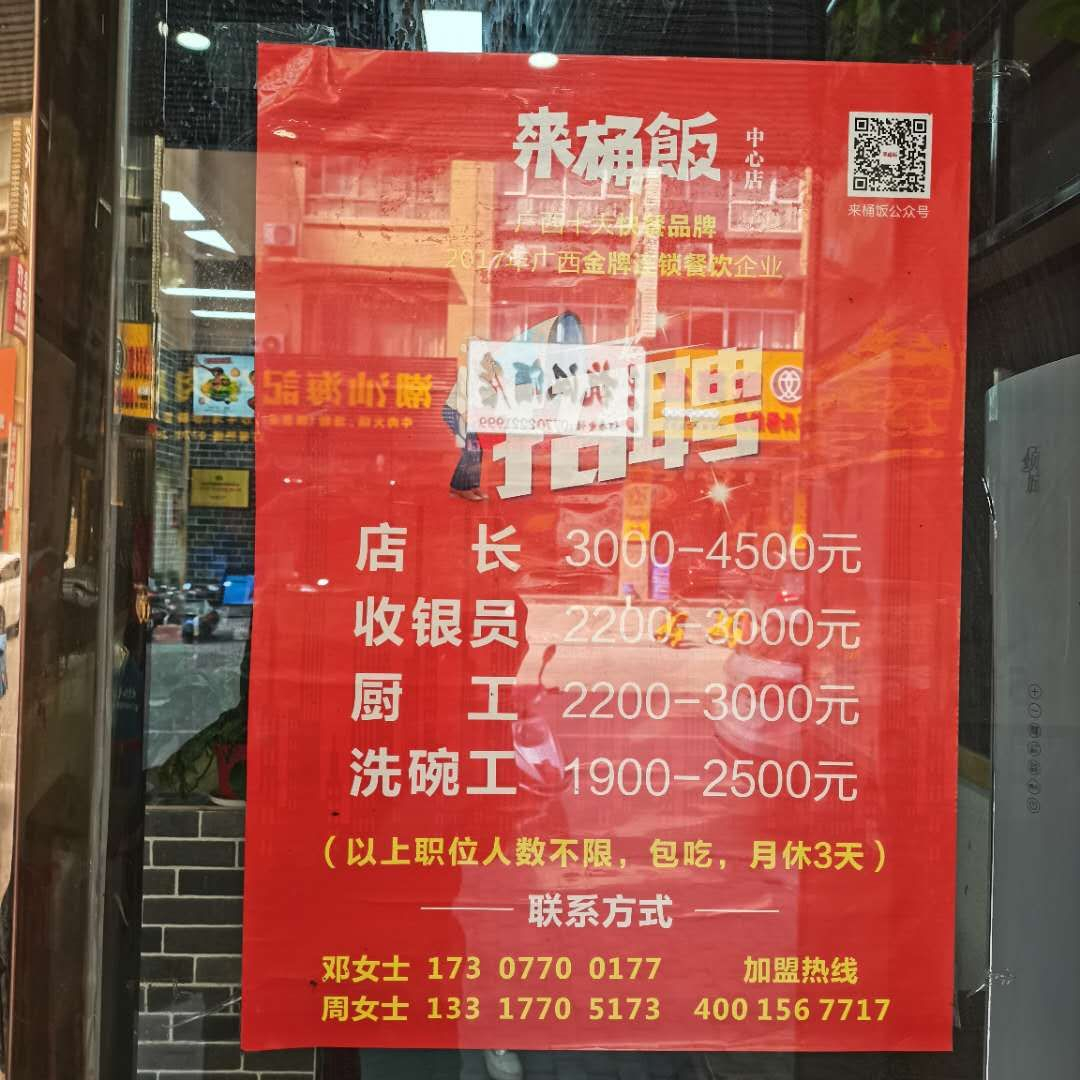 来桶飯
中心店
来桶饭公众号
广西十大快餐品牌
2017年广西金牌连锁餐饮企业
招聘
潮汕海記
店 长 3000-4500元
收银员 2200-3000元
厨 工 2200-3000元
洗碗工 1900-2500元
（以上职位人数不限，包吃，月休3天）
联系方式
邓女士 173 0770 0177 加盟热线
周女士 133 1770 5173 400 156 7717